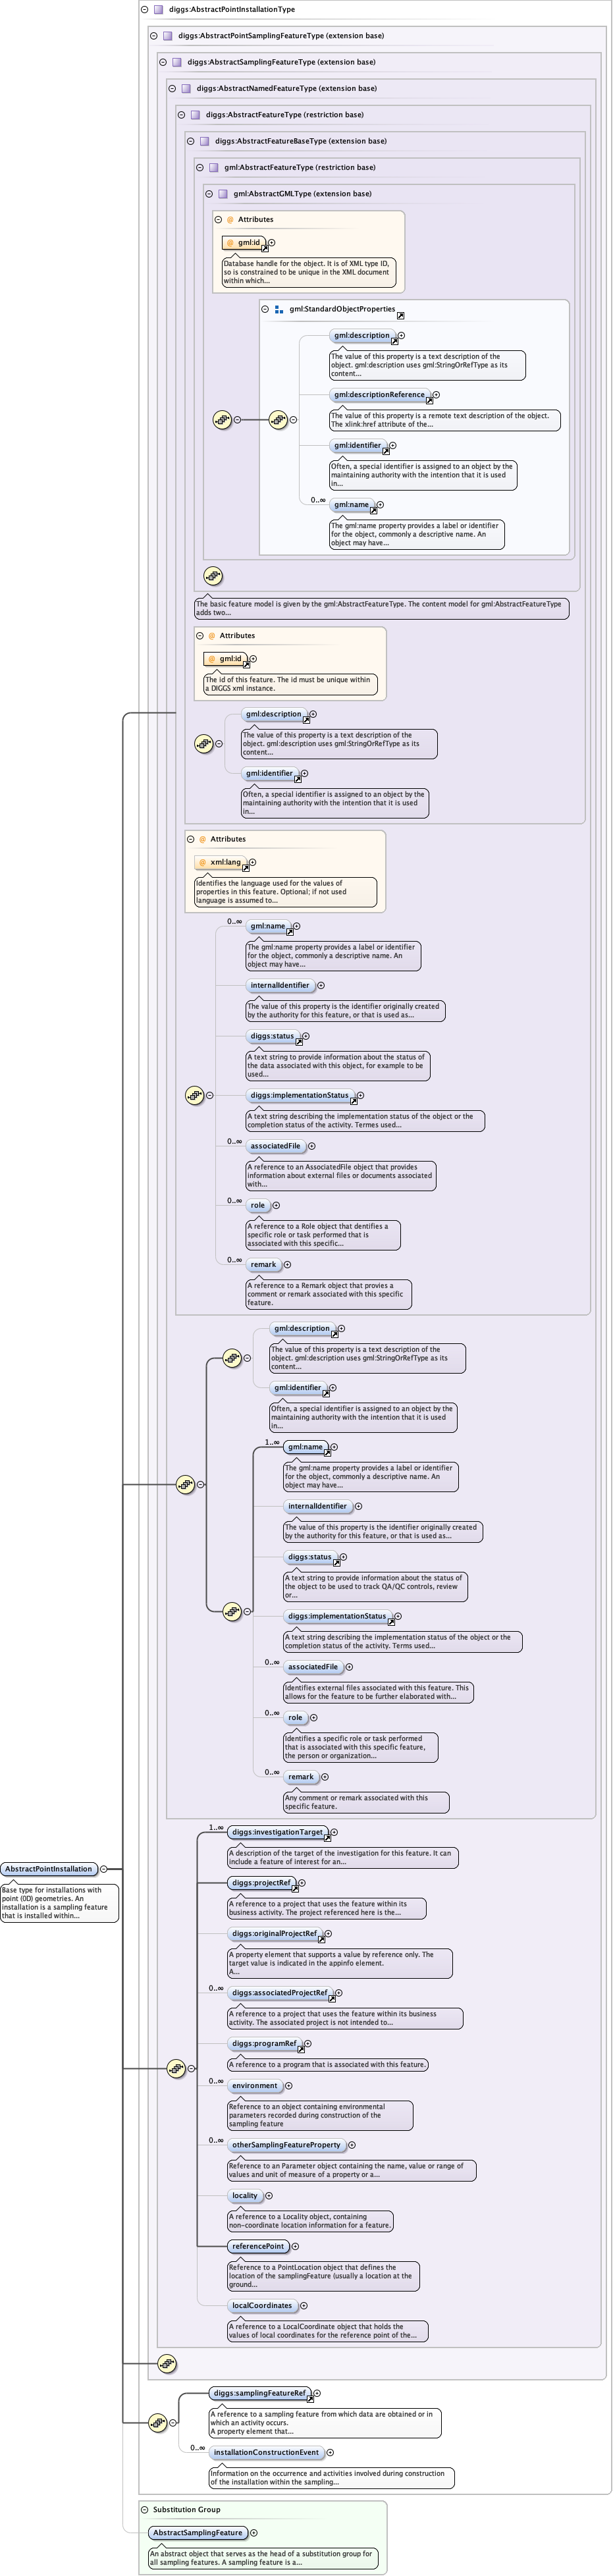 diggs:AbstractPointInstallationType
diggs:AbstractPointSamplingFeatureType (extension base)
diggs:AbstractSamplingFeatureType (extension base)
diggs:AbstractNamedFeatureType (extension base)
diggs:AbstractFeatureType (restriction base)
diggs:AbstractFeatureBaseType (extension base)
gml:AbstractFeatureType (restriction base)
gml:AbstractGMLType (extension base)
@ Attributes
@ gml:id
Database handle for the object. It is of XML type ID,
so is constrained to be unique in the XML document
within which...
gml:StandardObjectProperties
gml:description
The value of this property is a text description of the
object. gml:description uses gml:StringOrRefType as its
content...
gml:descriptionReference
The value of this property is a remote text description of the object.
The xlink:href attribute of the...
gml:identifier
Often, a special identifier is assigned to an object by the
maintaining authority with the intention that it is used
in...
0..∞
gml:name
The gml:name property provides a label or identifier
for the object, commonly a descriptive name. An
object may have...
The basic feature model is given by the gml:AbstractFeatureType. The content model for gml:AbstractFeatureType
adds two...
@ Attributes
@ gml:id
The id of this feature. The id must be unique within
a DIGGS xml instance.
gml:description
The value of this property is a text description of the
object. gml:description uses gml:StringOrRefType as its
content...
gml:identifier
Often, a special identifier is assigned to an object by the
maintaining authority with the intention that it is used
in...
@ Attributes
@ xml:lang
Identifies the language used for the values of
properties in this feature. Optional; if not used
language is assumed to...
0..∞
gml:name
The gml:name property provides a label or identifier
for the object, commonly a descriptive name. An
object may have...
internalIdentifier
The value of this property is the identifier originally created
by the authority for this feature, or that is used as...
diggs:status
A text string to provide information about the status of
the data associated with this object, for example to be
used...
diggs:implementationStatus
A text string describing the implementation status of the object or the
completion status of the activity. Termes used...
0..∞
associatedFile
A reference to an AssociatedFile object that provides
information about external files or documents associated
with...
0..∞
role
A reference to a Role object that dentifies a
specific role or task performed that is
associated with this specific...
0..∞
remark
A reference to a Remark object that provies a
comment or remark associated with this specific
feature.
gml:description
The value of this property is a text description of the
object. gml:description uses gml:StringOrRefType as its
content...
gml:identifier
Often, a special identifier is assigned to an object by the
maintaining authority with the intention that it is used
in...
1..∞
gml:name
The gml:name property provides a label or identifier
for the object, commonly a descriptive name. An
object may have...
internalIdentifier
The value of this property is the identifier originally created
by the authority for this feature, or that is used as...
diggs:status
A text string to provide information about the status of
the object to be used to track QA/QC controls, review
or...
diggs:implementationStatus
A text string describing the implementation status of the object or the
completion status of the activity. Terms used...
0..∞
associatedFile
Identifies external files associated with this feature. This
allows for the feature to be further elaborated with...
0..∞
role
Identifies a specific role or task performed
that is associated with this specific feature,
the person or organization...
0..∞
remark
Any comment or remark associated with this
specific feature.
1..∞
diggs:investigationTarget
A description of the target of the investigation for this feature. It can
include a feature of interest for an...
AbstractPointInstallation
Base type for installations with
point (0D) geometries. An
installation is a sampling feature
that is installed within...
diggs:projectRef
A reference to a project that uses the feature within its
business activity. The project referenced here is the...
diggs:originalProjectRef
A property element that supports a value by reference only. The
target value is indicated in the appinfo element.
A...
0..∞
diggs:associatedProjectRef
A reference to a project that uses the feature within its business
activity. The associated project is not intended to...
diggs:programRef
A reference to a program that is associated with this feature.
0..∞
environment
Reference to an object containing environmental
parameters recorded during construction of the
sampling feature
0..∞
otherSamplingFeatureProperty
Reference to an Parameter object containing the name, value or range of
values and unit of measure of a property or a...
locality
A reference to a Locality object, containing
non-coordinate location information for a feature.
referencePoint
Reference to a PointLocation object that defines the
location of the samplingFeature (usually a location at the
ground...
localCoordinates
A reference to a LocalCoordinate object that holds the
values of local coordinates for the reference point of the...
diggs:samplingFeatureRef
A reference to a sampling feature from which data are obtained or in
which an activity occurs.
A property element that...
0..∞
installationConstructionEvent
Information on the occurrence and activities involved during construction
of the installation within the sampling...
Substitution Group
AbstractSamplingFeature
An abstract object that serves as the head of a substitution group for
all sampling features. A sampling feature is a...